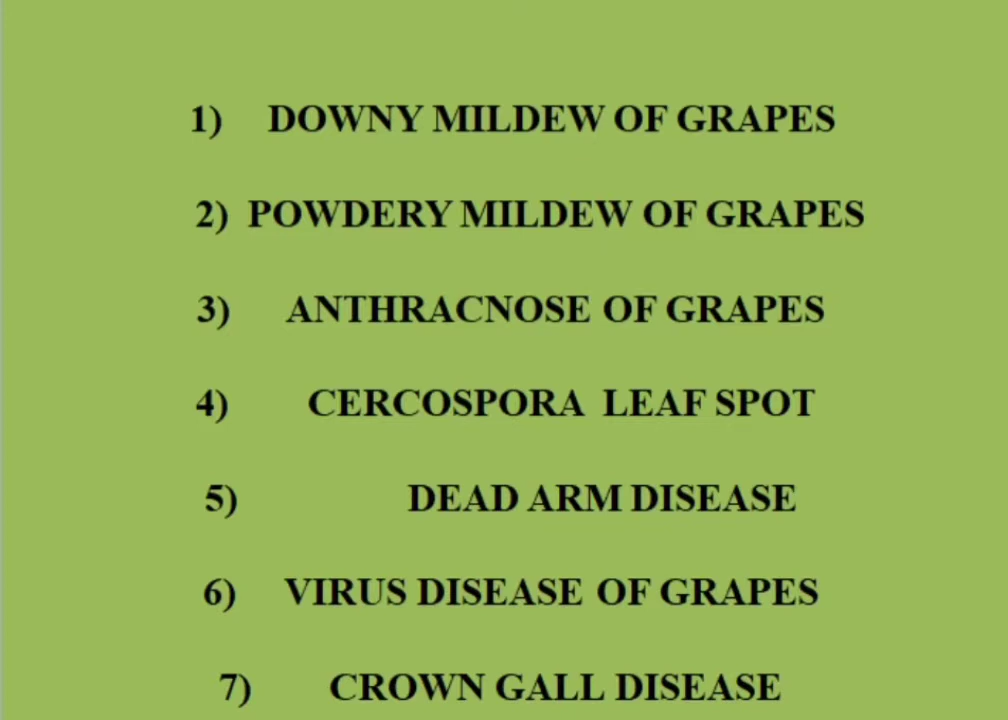 1) DOWNY MILDEW OF GRAPES
2) POWDERY MILDEW OF GRAPES
3) ANTHRACNOSE OF GRAPES
4) CERCOSPORA LEAF SPOT
5) DEAD ARM DISEASE
6) VIRUS DISEASE OF GRAPES
7) CROWN GALL DISEASE